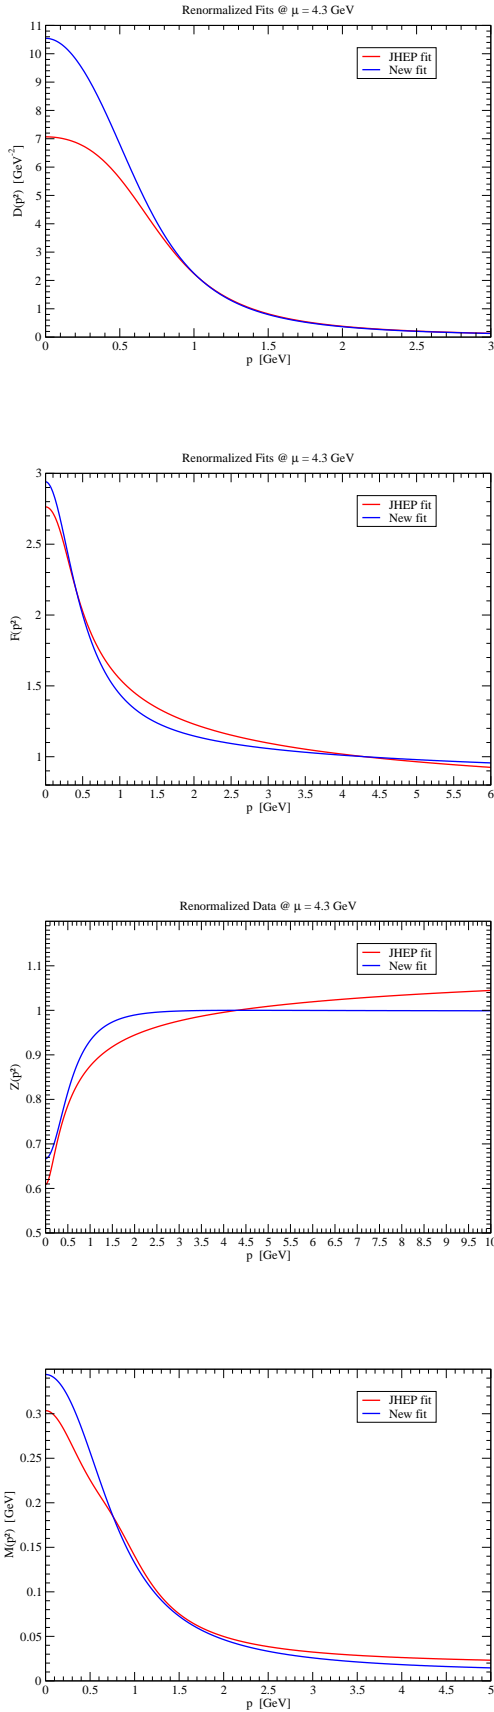 Renormalized Fits @ μ = 4.3 GeV
11
10
9
8
7
6
5
4
3
2
1
0
D(p²) [GeV⁻²]
JHEP fit
New fit
0 0.5 1 1.5 2 2.5 3
p [GeV]
Renormalized Fits @ μ = 4.3 GeV
3
2.5
2
1.5
1
F(p²)
JHEP fit
New fit
0 0.5 1 1.5 2 2.5 3 3.5 4 4.5 5 5.5 6
p [GeV]
Renormalized Data @ μ = 4.3 GeV
1.1
1
0.9
0.8
0.7
0.6
0.5
Z(p²)
JHEP fit
New fit
0 0.5 1 1.5 2 2.5 3 3.5 4 4.5 5 5.5 6 6.5 7 7.5 8 8.5 9 9.5 10
p [GeV]
0.3
0.25
0.2
0.15
0.1
0.05
0
M(p²) [GeV]
JHEP fit
New fit
0 0.5 1 1.5 2 2.5 3 3.5 4 4.5 5
p [GeV]